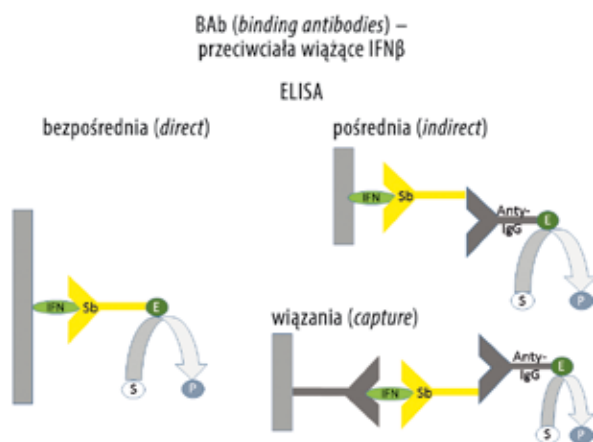 BAb (binding antibodies) –
przeciwciała wiążące IFNβ
ELISA
bezpośrednia (direct)
IFN
Sb
E
S
P
pośrednia (indirect)
IFN
Sb
Anty-
IgG
E
S
P
wiązania (capture)
IFN
Sb
Anty-
IgG
E
S
P